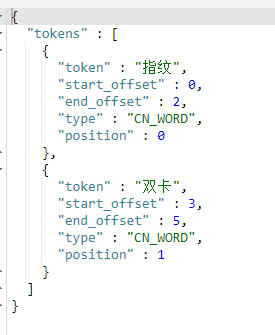 {
"tokens" : [
{
"token" : "指纹",
"start_offset" : 0,
"end_offset" : 2,
"type" : "CN_WORD",
"position" : 0
},
{
"token" : "双卡",
"start_offset" : 3,
"end_offset" : 5,
"type" : "CN_WORD",
"position" : 1
}
]
}